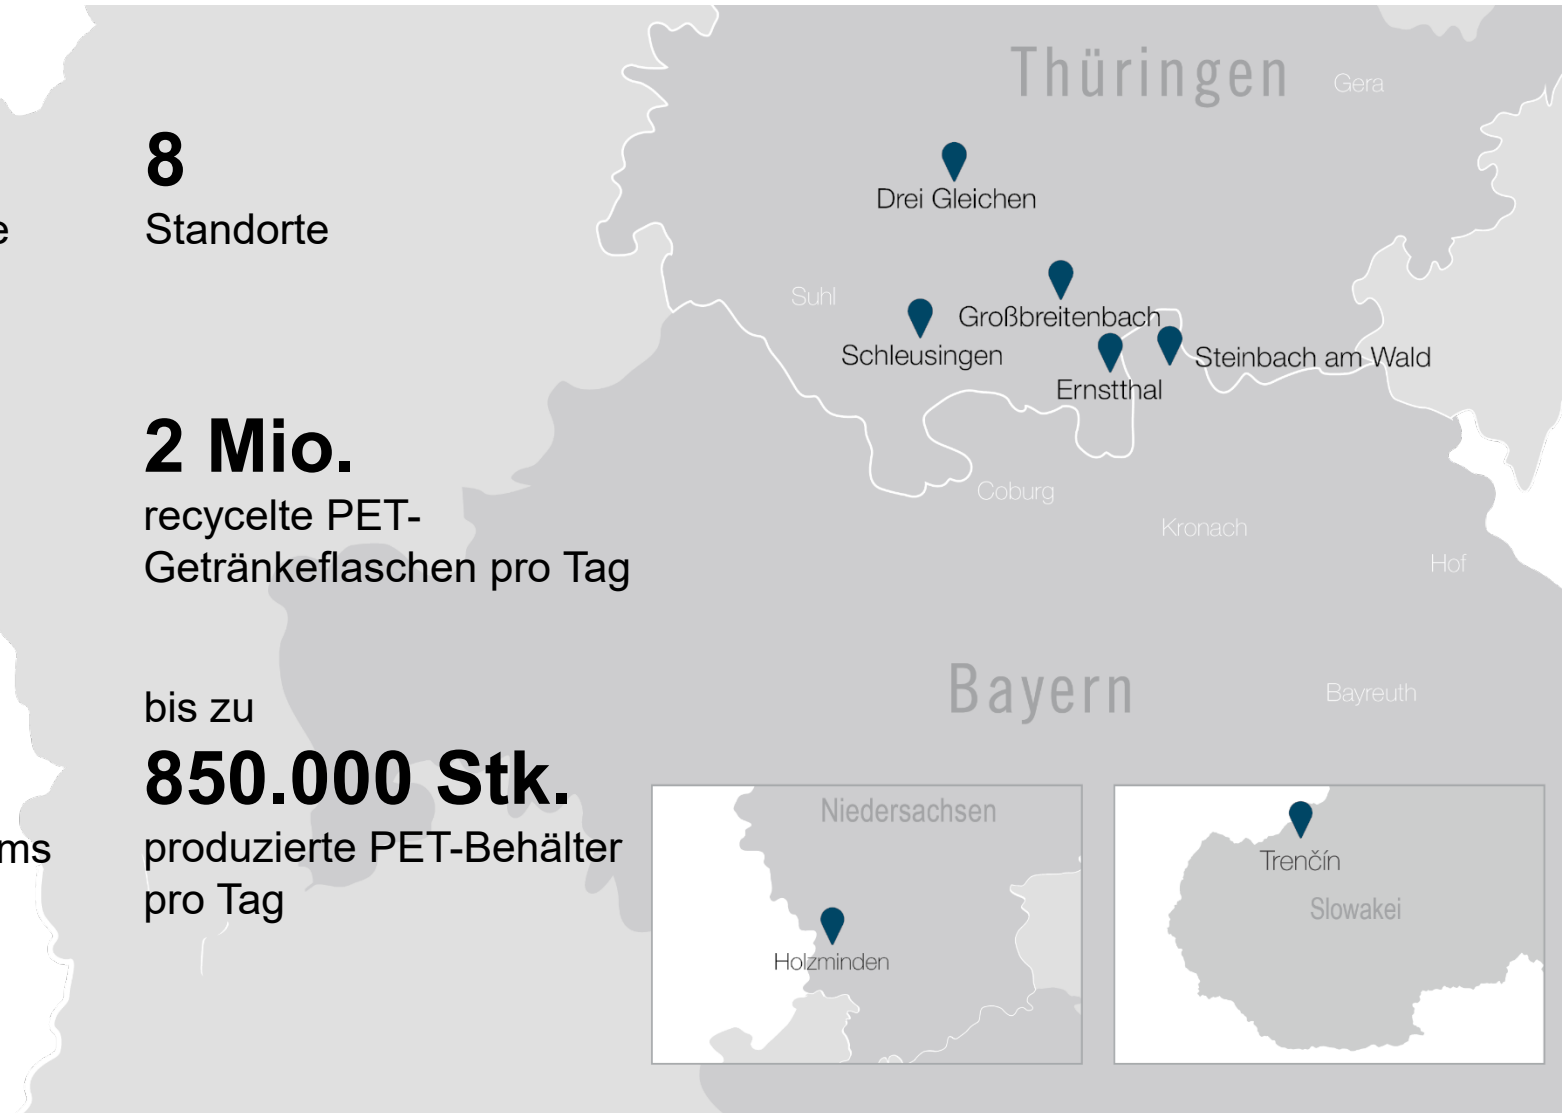 Thüringen
Gera
e
8
Standorte
Drei Gleichen
Suhl
Großbreitenbach
Schleusingen
Steinbach am Wald
Ernstthal
2 Mio.
recycelte PET-
Getränkeflaschen pro Tag
Coburg
Kronach
Hof
Bayern
Bayreuth
bis zu
850.000 Stk.
produzierte PET-Behälter
pro Tag
ms
Niedersachsen
Holzminden
Trenčín
Slowakei